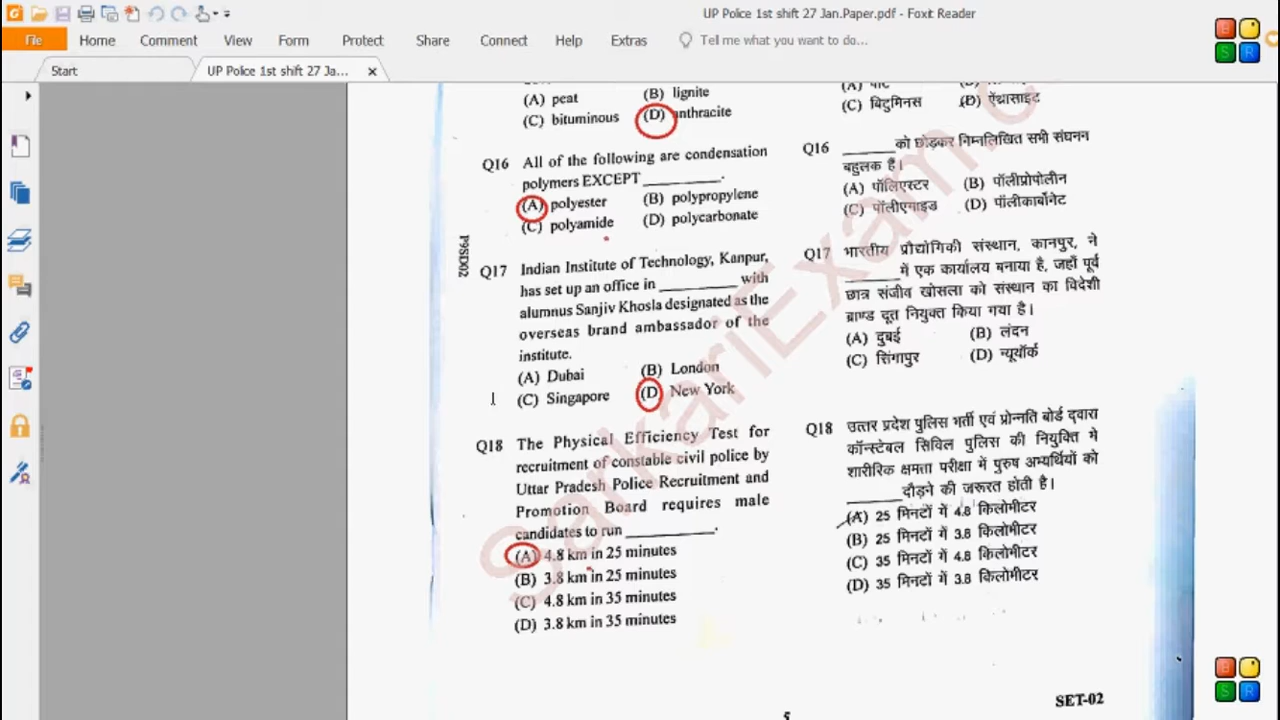 UP Police 1st shift 27 Jan.Paper.pdf - Foxit Reader
File Home Comment View Form Protect Share Connect Help Extras Tell me what you want to do...
Start UP Police 1st shift 27 Ja...
B Y
S R
(A) peat (B) lignite
(C) bituminous (D) anthracite
Q16 All of the following are condensation
polymers EXCEPT ________.
(A) polyester (B) polypropylene
(C) polyamide (D) polycarbonate
P9SD02
Q17 Indian Institute of Technology, Kanpur,
has set up an office in ________ with
alumnus Sanjiv Khosla designated as the
overseas brand ambassador of the
institute.
(A) Dubai (B) London
(C) Singapore (D) New York
Q18 The Physical Efficiency Test for
recruitment of constable civil police by
Uttar Pradesh Police Recruitment and
Promotion Board requires male
candidates to run ________.
(A) 4.8 km in 25 minutes
(B) 3.8 km in 25 minutes
(C) 4.8 km in 35 minutes
(D) 3.8 km in 35 minutes
(C) बिटुमिनस (D) ऐंथ्रासाइट
Q16 ______ को छोड़कर निम्नलिखित सभी संघनन
बहुलक हैं।
(A) पॉलिएस्टर (B) पॉलीप्रोपोलीन
(C) पॉलीएमाइड (D) पॉलीकार्बोनेट
Q17 भारतीय प्रौद्योगिकी संस्थान, कानपुर, ने
______ में एक कार्यालय बनाया है, जहाँ पूर्व
छात्र संजीव खोसला को संस्थान का विदेशी
ब्राण्ड दूत नियुक्त किया गया है।
(A) दुबई (B) लंदन
(C) सिंगापुर (D) न्यूयॉर्क
Q18 उत्तर प्रदेश पुलिस भर्ती एवं प्रोन्नति बोर्ड द्वारा
कॉन्स्टेबल सिविल पुलिस की नियुक्ति मे
शारीरिक क्षमता परीक्षा में पुरुष अभ्यर्थियों को
______ दौड़ने की जरूरत होती है।
(A) 25 मिनटों में 4.8 किलोमीटर
(B) 25 मिनटों में 3.8 किलोमीटर
(C) 35 मिनटों में 4.8 किलोमीटर
(D) 35 मिनटों में 3.8 किलोमीटर
SarkariExam.c
B Y
S R
SET-02
5